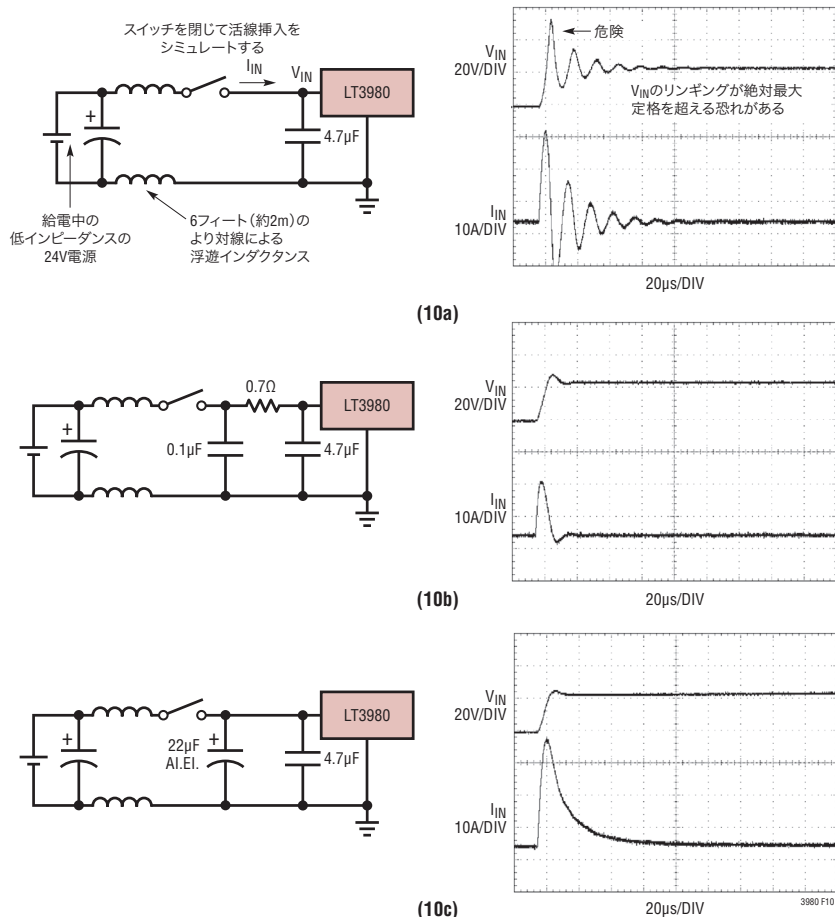 スイッチを閉じて活線挿入を
シミュレートする
IIN
VIN
LT3980
+
4.7µF
給電中の
低インピーダンスの
24V電源
6フィート(約2m)の
より対線による
浮遊インダクタンス
VIN
20V/DIV
危険
VINのリンギングが絶対最大
定格を超える恐れがある
IIN
10A/DIV
20µs/DIV
(10a)
0.7Ω
LT3980
+
0.1µF
4.7µF
VIN
20V/DIV
IIN
10A/DIV
20µs/DIV
(10b)
LT3980
+
+
22µF
AI.EI.
4.7µF
VIN
20V/DIV
IIN
10A/DIV
20µs/DIV
3980 F10
(10c)